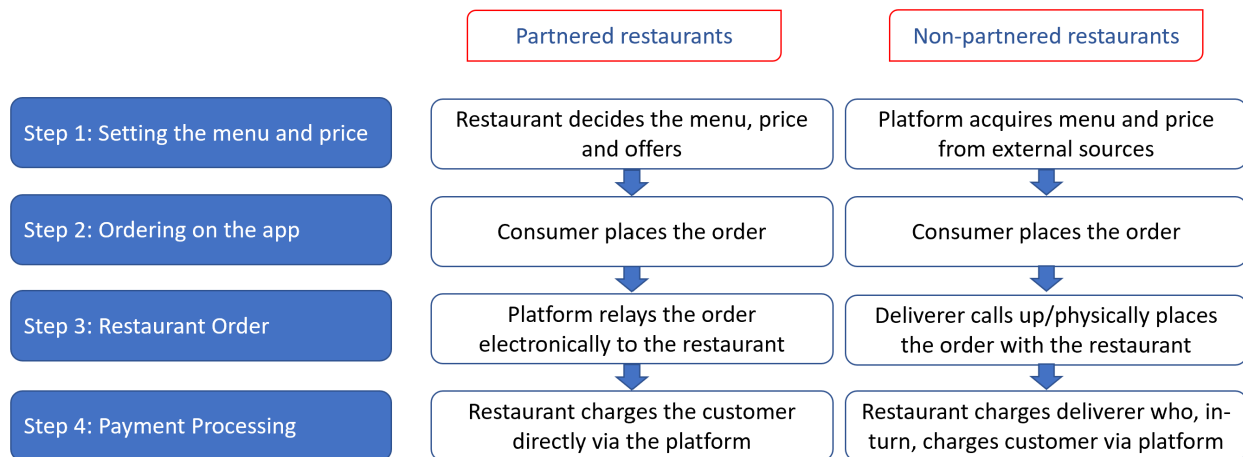 Partnered restaurants
Non-partnered restaurants
Step 1: Setting the menu and price
Restaurant decides the menu, price
and offers
Platform acquires menu and price
from external sources
Step 2: Ordering on the app
Consumer places the order
Consumer places the order
Step 3: Restaurant Order
Platform relays the order
electronically to the restaurant
Deliverer calls up/physically places
the order with the restaurant
Step 4: Payment Processing
Restaurant charges the customer
directly via the platform
Restaurant charges deliverer who, in-
turn, charges customer via platform